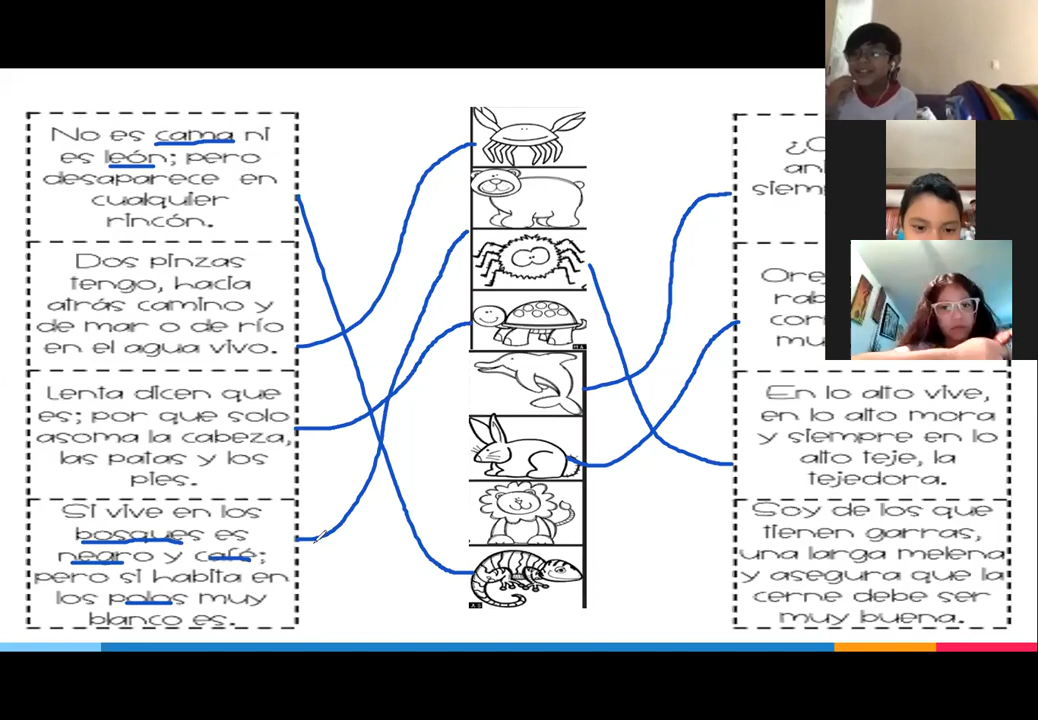 No es cama ni
es león; pero
desaparece en
cualquier
rincón.
Dos pinzas
tengo, hacia
atrás camino y
de mar o de río
en el agua vivo.
Lenta dicen que
es; por que solo
asoma la cabeza,
las patas y los
pies.
Si vive en los
bosques es
negro y café;
pero si habita en
los polos muy
blanco es.
En lo alto vive,
en lo alto mora
y siempre en lo
alto teje, la
tejedora.
Soy de los que
tienen garras,
una larga melena
y asegura que la
cerne debe ser
muy buena.